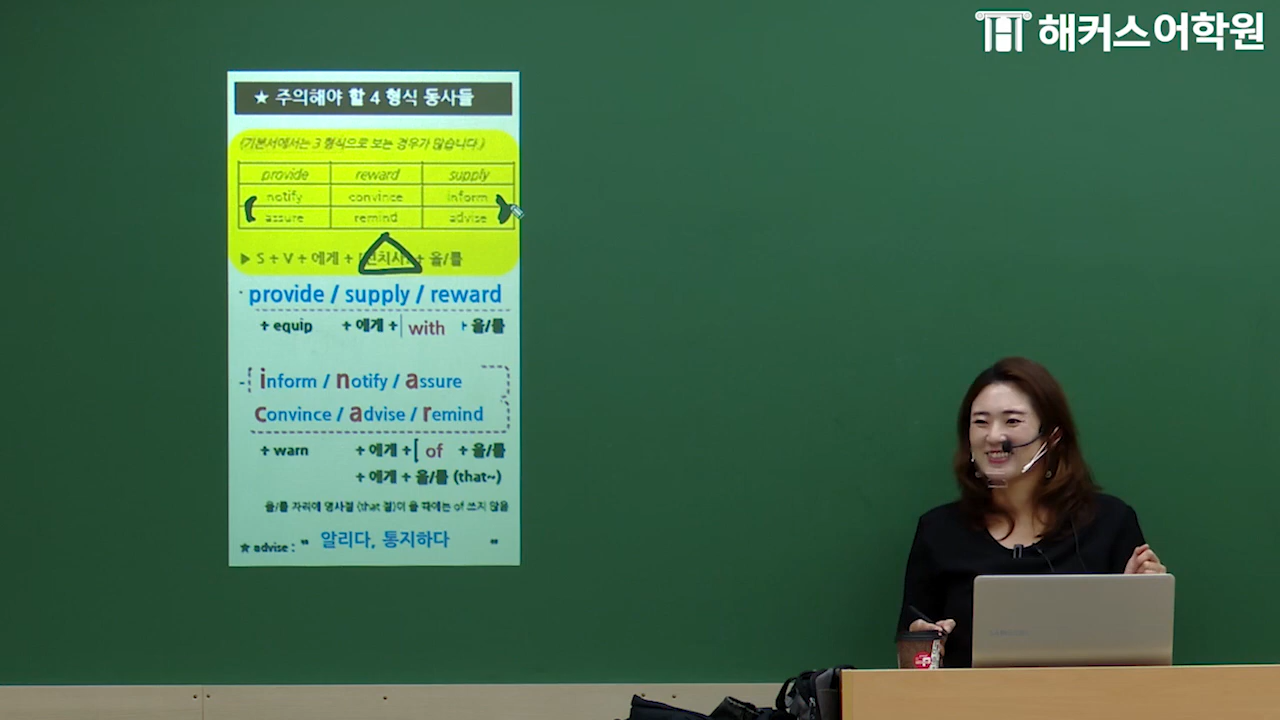 해커스어학원
★ 주의해야 할 4 형식 동사들
(기본서에서는 3 형식으로 보는 경우가 많습니다.)
provide reward supply
notify convince inform
assure remind advise
▶ S + V + 에게 + [전치사] + 을/를
- provide / supply / reward
+ equip + 에게 + with + 을/를
- inform / notify / assure
convince / advise / remind
+ warn + 에게 + [ of + 을/를
+ 에게 + 을/를 (that~)
을/를 자리에 명사절 (that 절)이 올 때에는 of 쓰지 않음
★ advise : " 알리다, 통지하다 "